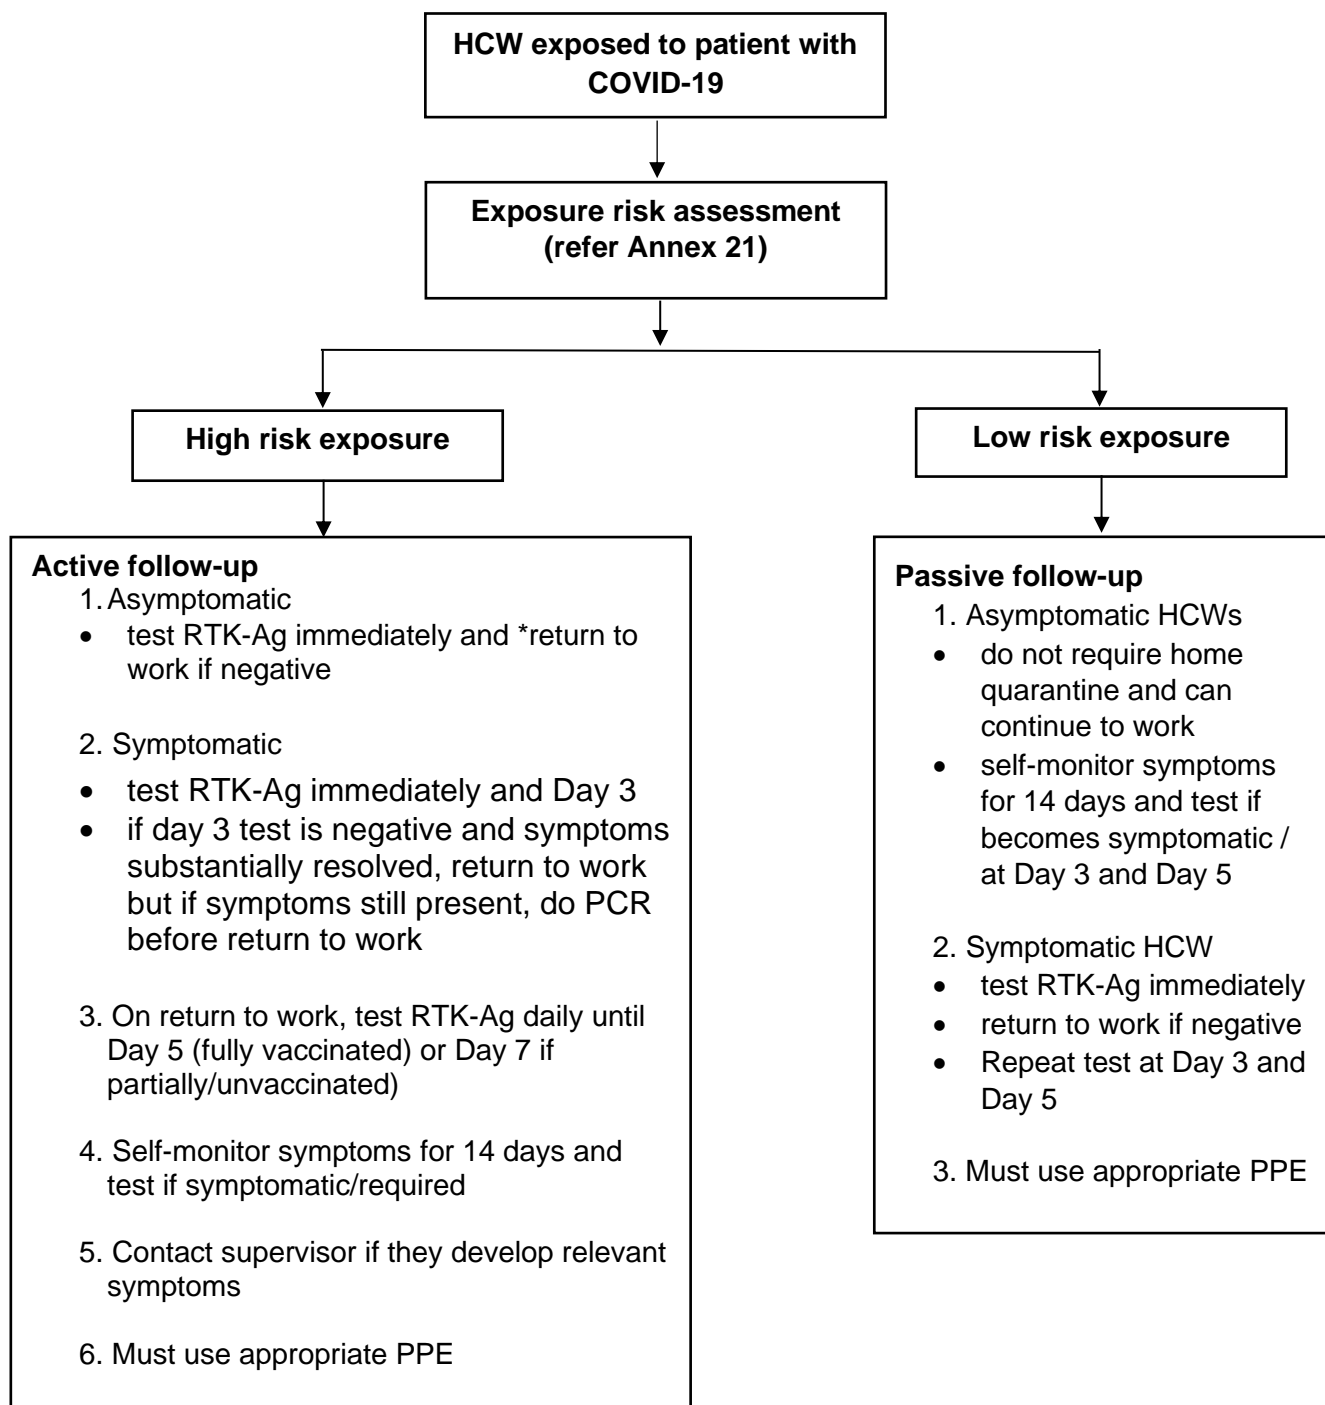 HCW exposed to patient with
COVID-19
Exposure risk assessment
(refer Annex 21)
High risk exposure
Low risk exposure
Active follow-up
1. Asymptomatic
• test RTK-Ag immediately and *return to
work if negative
2. Symptomatic
• test RTK-Ag immediately and Day 3
• if day 3 test is negative and symptoms
substantially resolved, return to work
but if symptoms still present, do PCR
before return to work
3. On return to work, test RTK-Ag daily until
Day 5 (fully vaccinated) or Day 7 if
partially/unvaccinated)
4. Self-monitor symptoms for 14 days and
test if symptomatic/required
5. Contact supervisor if they develop relevant
symptoms
6. Must use appropriate PPE
Passive follow-up
1. Asymptomatic HCWs
• do not require home
quarantine and can
continue to work
• self-monitor symptoms
for 14 days and test if
becomes symptomatic /
at Day 3 and Day 5
2. Symptomatic HCW
• test RTK-Ag immediately
• return to work if negative
• Repeat test at Day 3 and
Day 5
3. Must use appropriate PPE